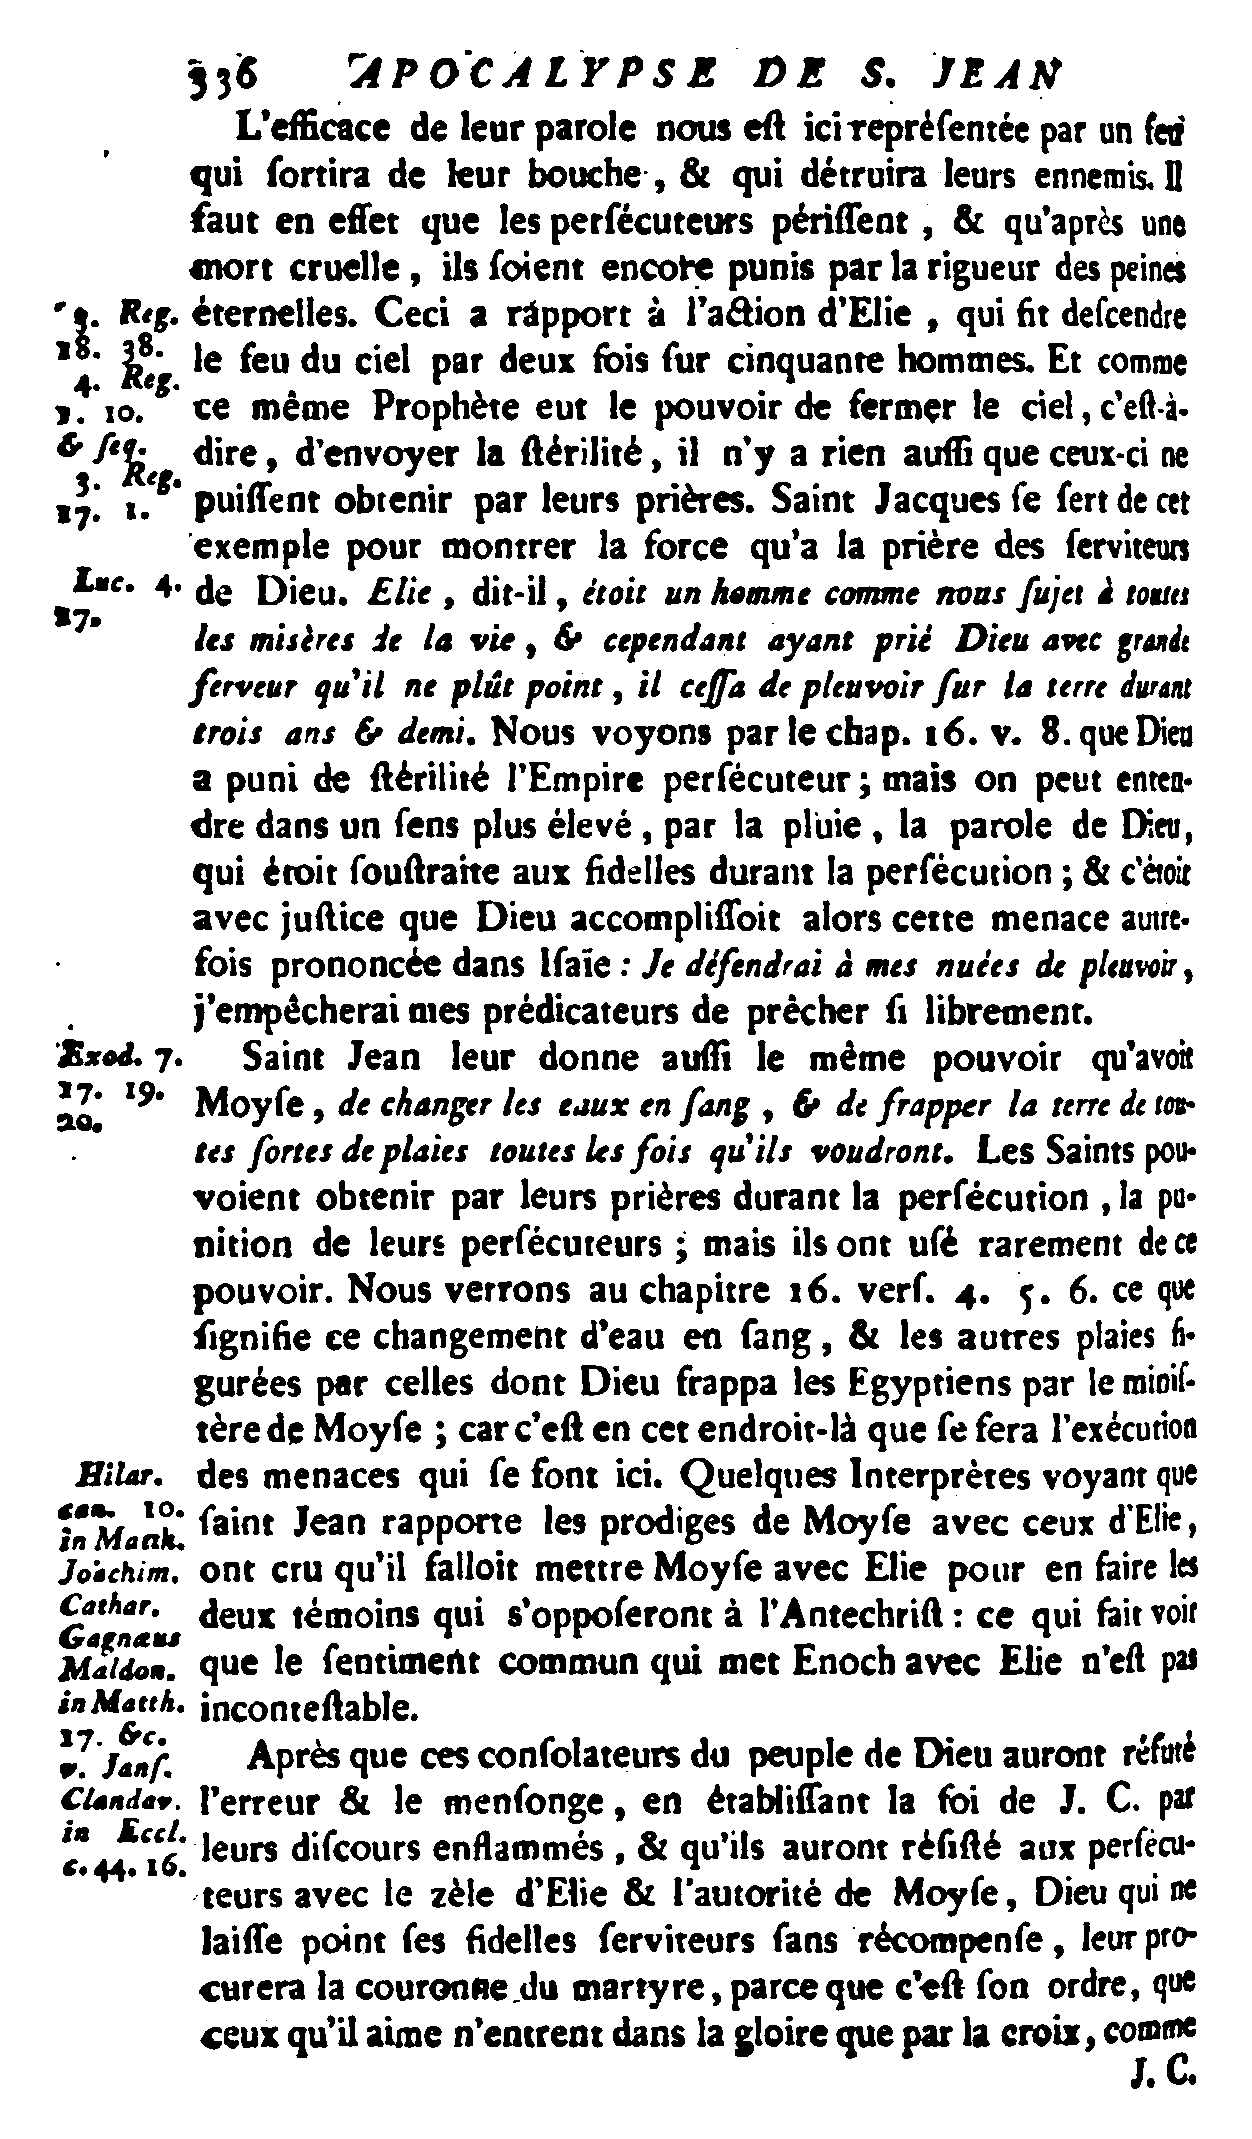 336 APOCALYPSE DE S. JEAN
L'efficace de leur parole nous eſt ici repréſentée par un feu
qui ſortira de leur bouche, & qui détruira leurs ennemis. Il
faut en effet que les perſécuteurs périſſent, & qu'après une
mort cruelle, ils ſoient encore punis par la rigueur des peines
éternelles. Ceci a rapport à l'action d'Elie, qui fit deſcendre
le feu du ciel par deux fois ſur cinquante hommes. Et comme
ce même Prophète eut le pouvoir de fermer le ciel, c'eſt-à-
dire, d'envoyer la ſtérilité, il n'y a rien auſſi que ceux-ci ne
puiſſent obtenir par leurs prières. Saint Jacques ſe ſert de cet
exemple pour montrer la force qu'a la prière des ſerviteurs
de Dieu. Elie, dit-il, étoit un homme comme nous ſujet à toutes
les misères de la vie, & cependant ayant prié Dieu avec grande
ferveur qu'il ne plût point, il ceſſa de pleuvoir ſur la terre durant
trois ans & demi. Nous voyons par le chap. 16. v. 8. que Dieu
a puni de ſtérilité l'Empire perſécuteur; mais on peut enten-
dre dans un ſens plus élevé, par la pluie, la parole de Dieu,
qui étoit ſouſtraite aux fidelles durant la perſécution; & c'étoit
avec juſtice que Dieu accompliſſoit alors cette menace autre-
fois prononcée dans Iſaïe: Je défendrai à mes nuées de pleuvoir,
j'empêcherai mes prédicateurs de prêcher ſi librement.
Saint Jean leur donne auſſi le même pouvoir qu'avoit
Moyſe, de changer les eaux en ſang, & de frapper la terre de tou-
tes ſortes de plaies toutes les fois qu'ils voudront. Les Saints pou-
voient obtenir par leurs prières durant la perſécution, la pu-
nition de leurs perſécuteurs; mais ils ont uſé rarement de ce
pouvoir. Nous verrons au chapitre 16. verſ. 4. 5. 6. ce que
ſignifie ce changement d'eau en ſang, & les autres plaies fi-
gurées par celles dont Dieu frappa les Egyptiens par le miniſ-
tère de Moyſe; car c'eſt en cet endroit-là que ſe fera l'exécution
des menaces qui ſe font ici. Quelques Interprètes voyant que
ſaint Jean rapporte les prodiges de Moyſe avec ceux d'Elie,
ont cru qu'il falloit mettre Moyſe avec Elie pour en faire les
deux témoins qui s'oppoſeront à l'Antechriſt: ce qui fait voir
que le ſentiment commun qui met Enoch avec Elie n'eſt pas
inconteſtable.
Après que ces conſolateurs du peuple de Dieu auront réfuté
l'erreur & le menſonge, en établiſſant la foi de J. C. par
leurs diſcours enflammés, & qu'ils auront réſiſté aux perſécu-
teurs avec le zèle d'Elie & l'autorité de Moyſe, Dieu qui ne
laiſſe point ſes fidelles ſerviteurs ſans récompenſe, leur pro-
curera la couronne du martyre, parce que c'eſt ſon ordre, que
ceux qu'il aime n'entrent dans la gloire que par la croix, comme
J. C.
3. Reg.
18. 38.
4. Reg.
1. 10.
& ſeq.
3. Reg.
17. 1.
Luc. 4.
27.
Exod. 7.
17. 19.
20.
Hilar.
can. 10.
in Matth.
Joachim.
Cathar.
Gagnæus
Maldon.
in Matth.
17. &c.
v. Janſ.
Clandav.
in Eccl.
c. 44. 16.